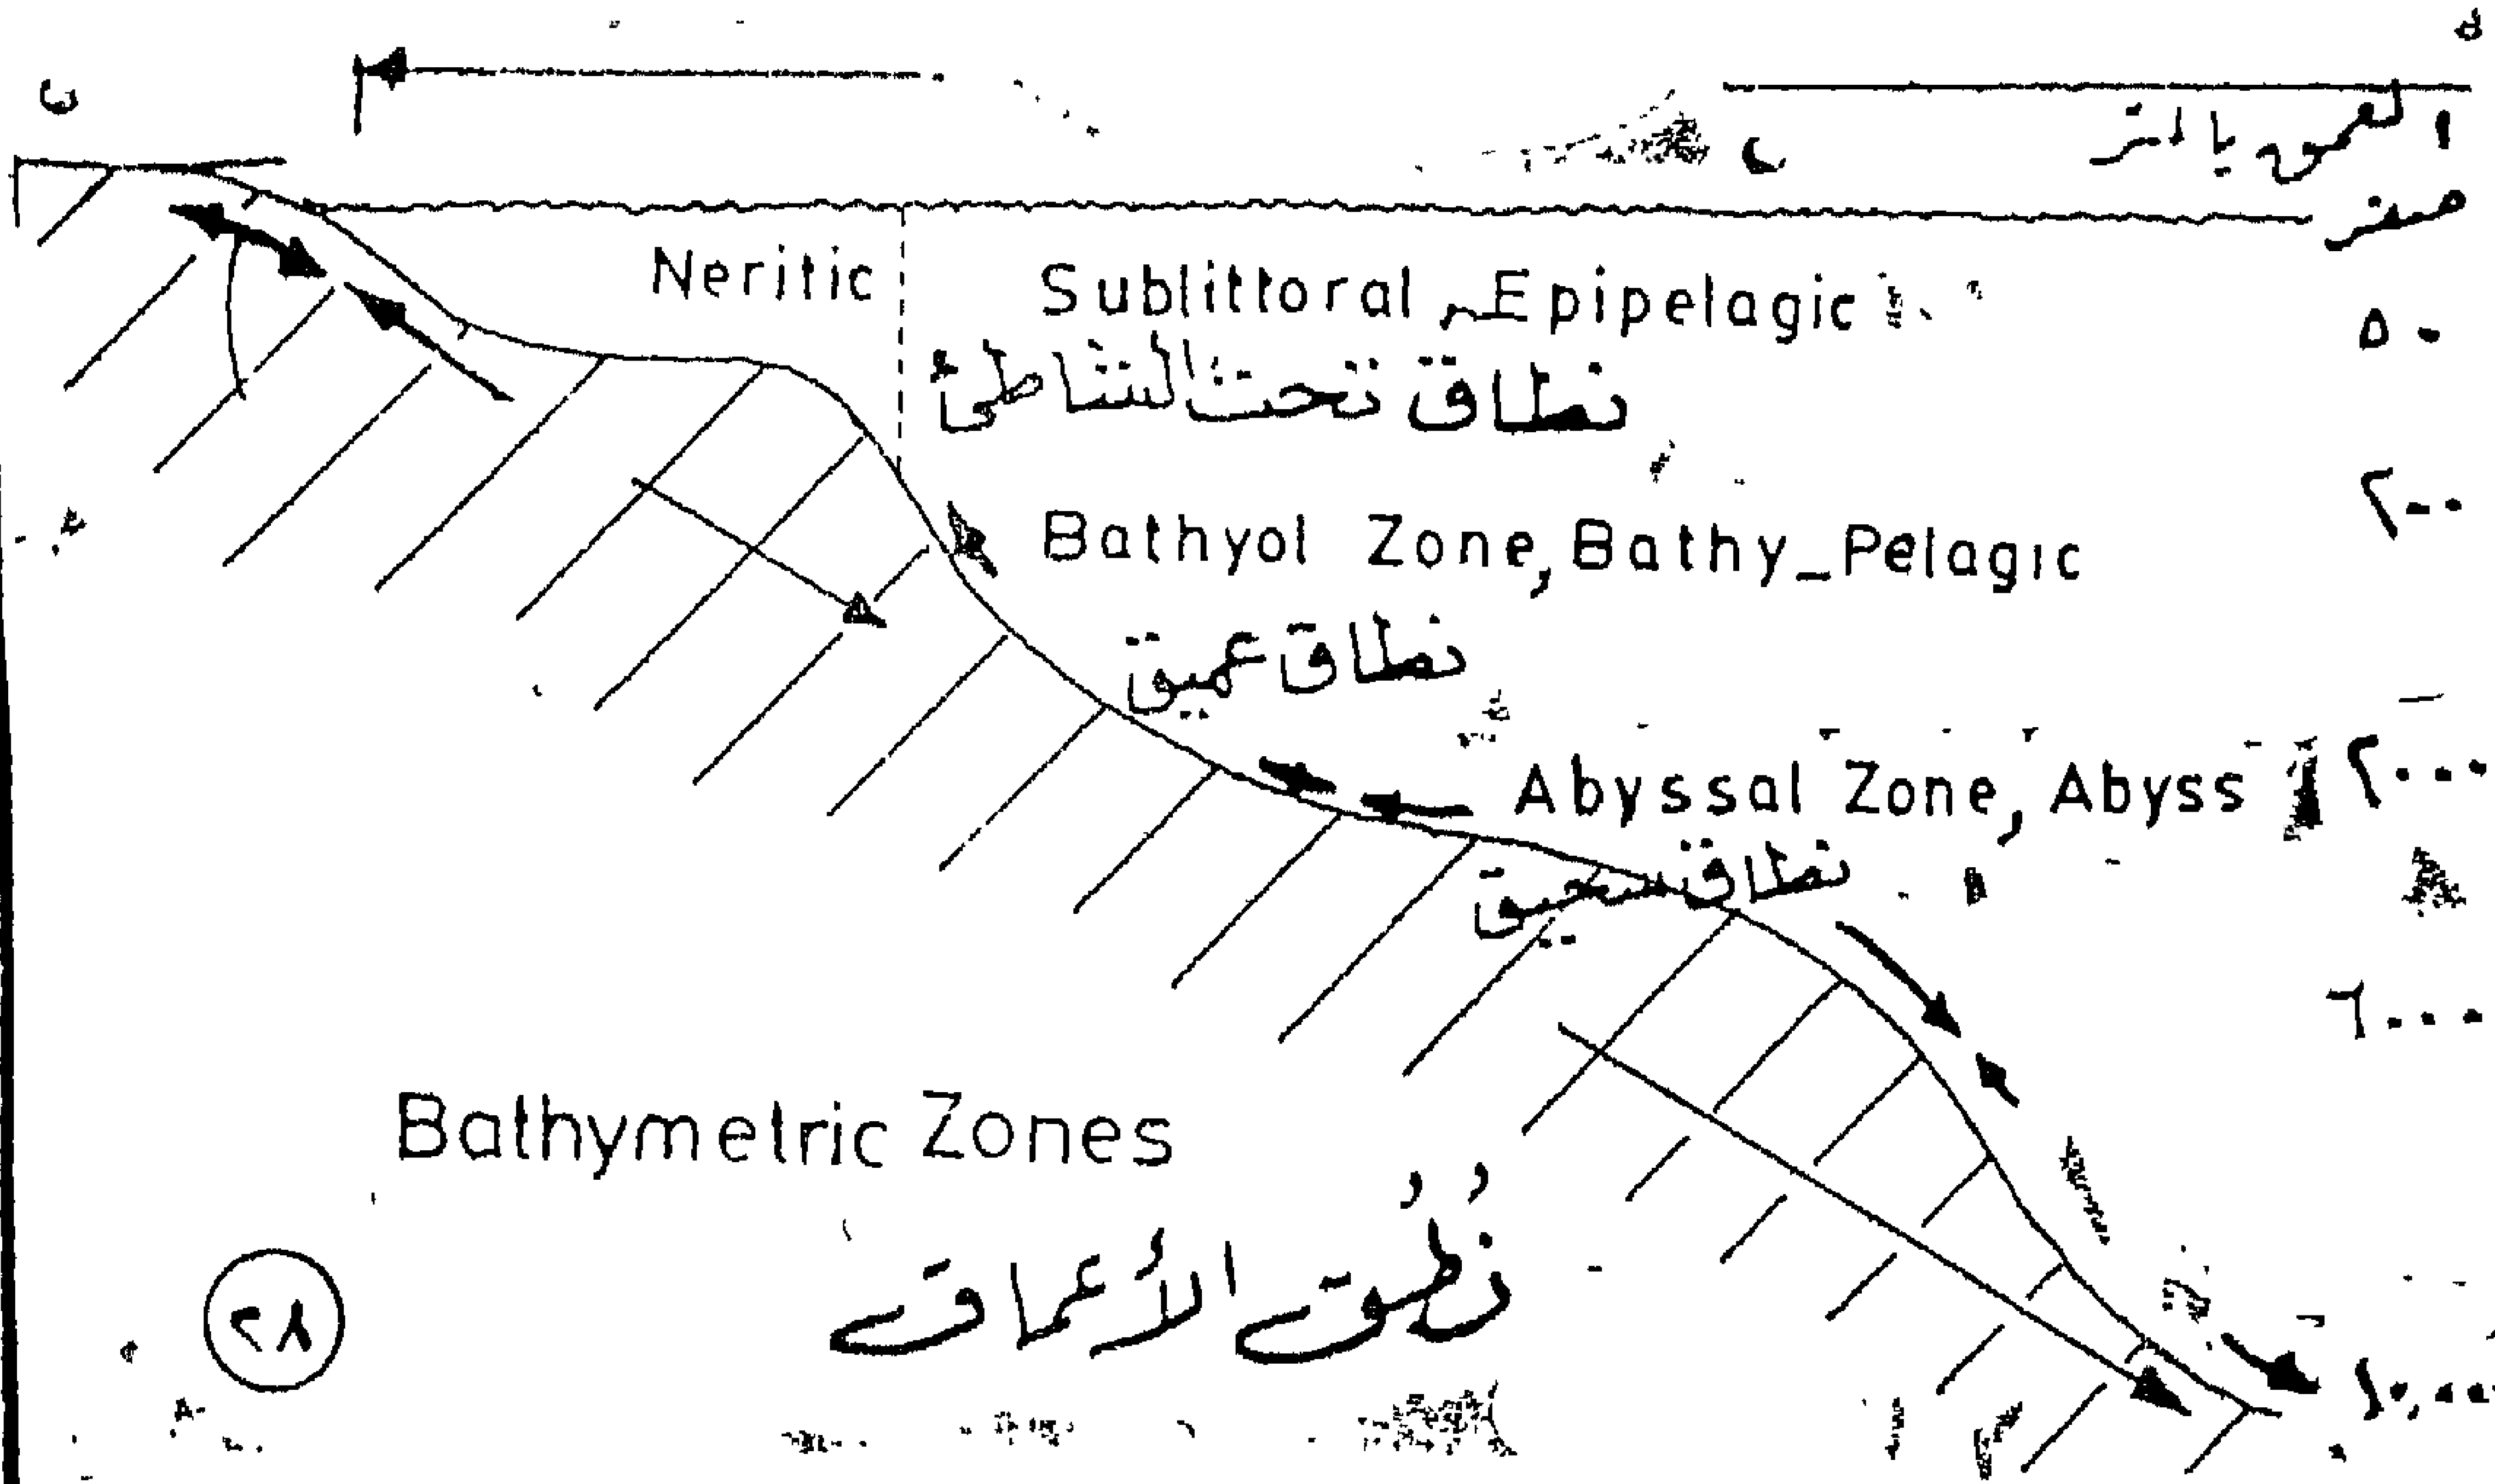 العمق بالمتر
صفر
Neritic
Sublittoral , Epipelagic
٥٠
نطاق تحت الشاطئ
٢٠٠
Bathyol Zone, Bathy_Pelagic
نطاق عميق
Abyssal Zone, Abyss
٢٠٠٠
نطاق سحيق
٦٠٠٠
Bathymetric Zones
نُطُق الأعماق
٢٨
١٠,٠٠٠